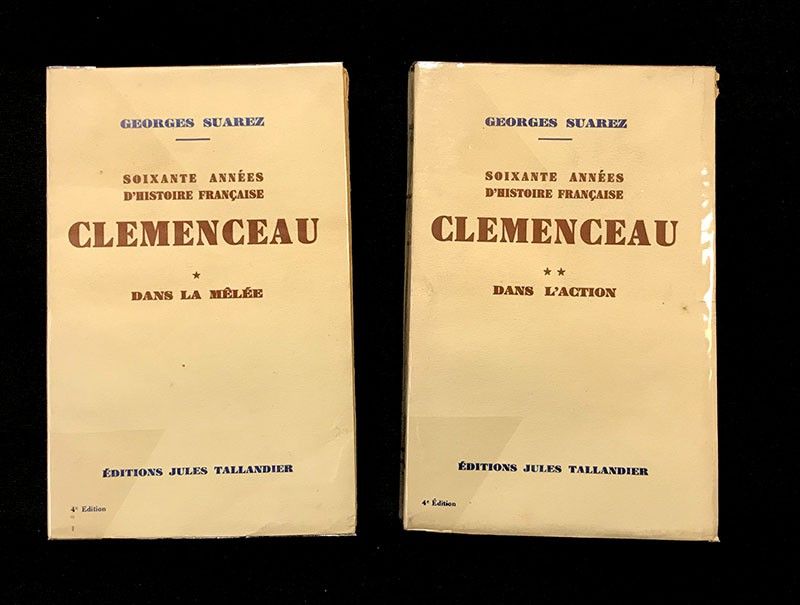 GEORGES SUAREZ
SOIXANTE ANNÉES
D'HISTOIRE FRANÇAISE
CLEMENCEAU
★
DANS LA MÊLÉE
ÉDITIONS JULES TALLANDIER
4e Edition
GEORGES SUAREZ
SOIXANTE ANNÉES
D'HISTOIRE FRANÇAISE
CLEMENCEAU
★ ★
DANS L'ACTION
ÉDITIONS JULES TALLANDIER
4e Édition